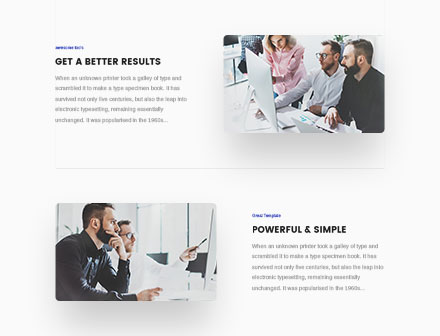 Awesome Bots
GET A BETTER RESULTS
When an unknown printer took a galley of type and
scrambled it to make a type specimen book. It has
survived not only five centuries, but also the leap into
electronic typesetting, remaining essentially
unchanged. It was popularised in the 1960s...
Great Template
POWERFUL & SIMPLE
When an unknown printer took a galley of type and
scrambled it to make a type specimen book. It has
survived not only five centuries, but also the leap into
electronic typesetting, remaining essentially
unchanged. It was popularised in the 1960s...